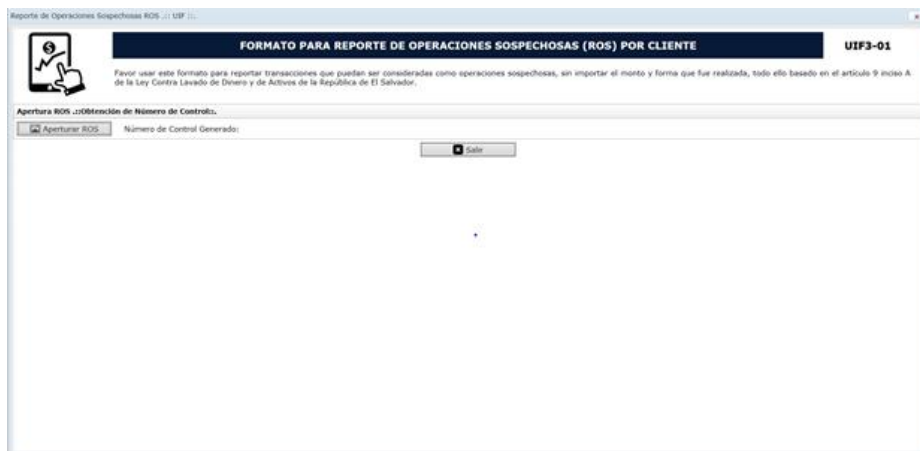 Reporte de Operaciones Sospechosas ROS .:: UIF ::.
FORMATO PARA REPORTE DE OPERACIONES SOSPECHOSAS (ROS) POR CLIENTE
UIF3-01
Favor usar este formato para reportar transacciones que puedan ser consideradas como operaciones sospechosas, sin importar el monto y forma que fue realizada, todo ello basado en el artículo 9 inciso A
de la Ley Contra Lavado de Dinero y de Activos de la República de El Salvador.
Apertura ROS .::Obtención de Número de Control::.
Aperturar ROS
Número de Control Generado:
Salir